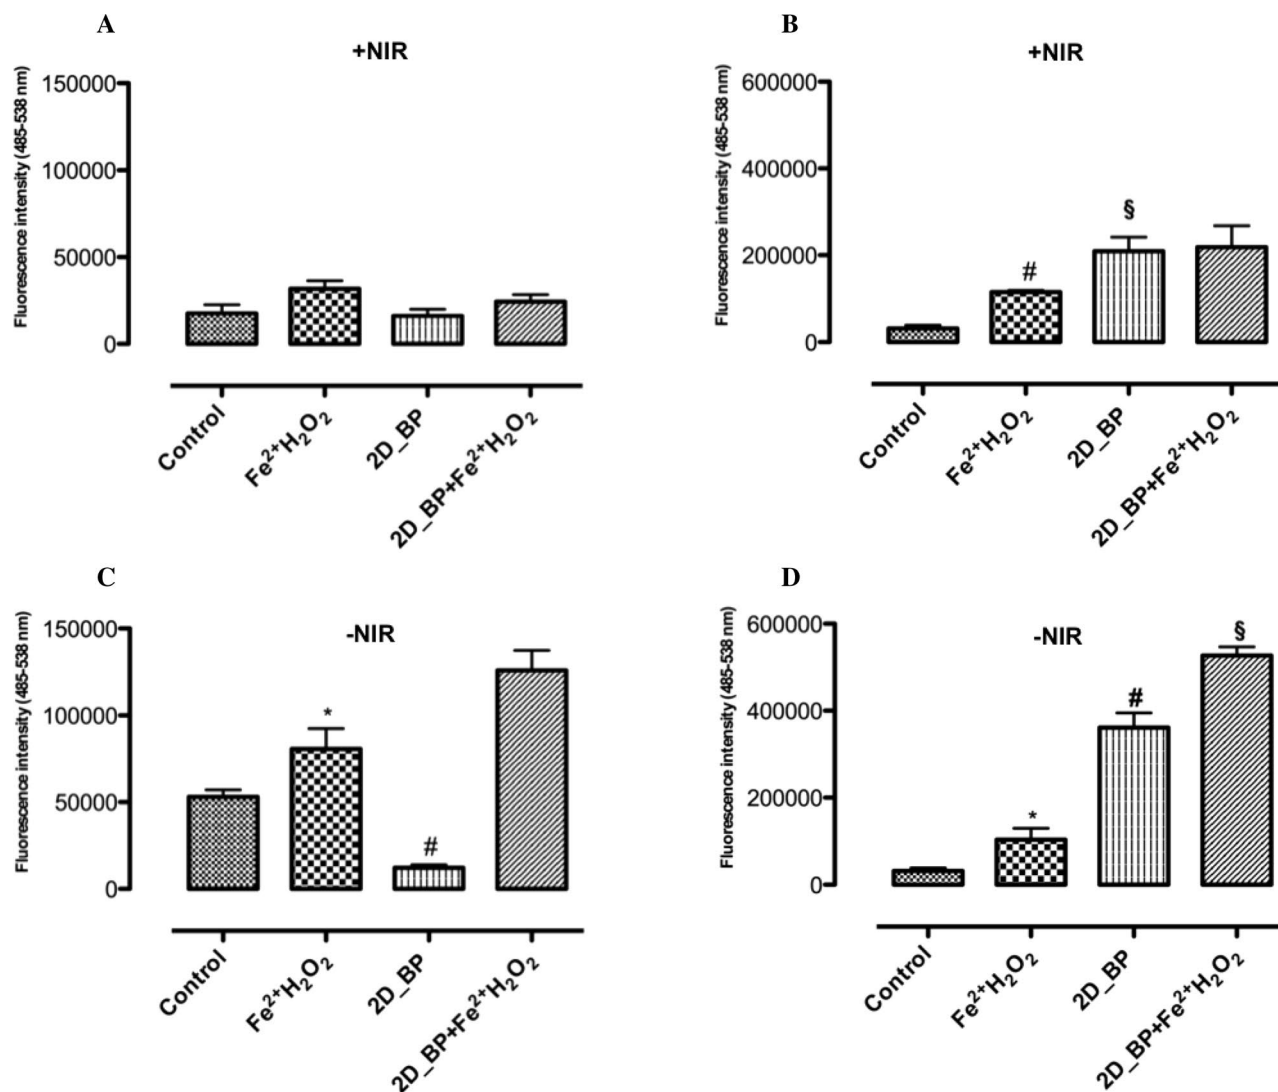 A
+NIR
Fluorescence intensity (485-538 nm)
150000
100000
50000
0
Control
Fe²⁺H₂O₂
2D_BP
2D_BP+Fe²⁺H₂O₂
B
+NIR
Fluorescence intensity (485-538 nm)
600000
400000
200000
0
§
#
Control
Fe²⁺H₂O₂
2D_BP
2D_BP+Fe²⁺H₂O₂
C
-NIR
Fluorescence intensity (485-538 nm)
150000
100000
50000
0
*
#
Control
Fe²⁺H₂O₂
2D_BP
2D_BP+Fe²⁺H₂O₂
D
-NIR
Fluorescence intensity (485-538 nm)
600000
400000
200000
0
§
#
*
Control
Fe²⁺H₂O₂
2D_BP
2D_BP+Fe²⁺H₂O₂